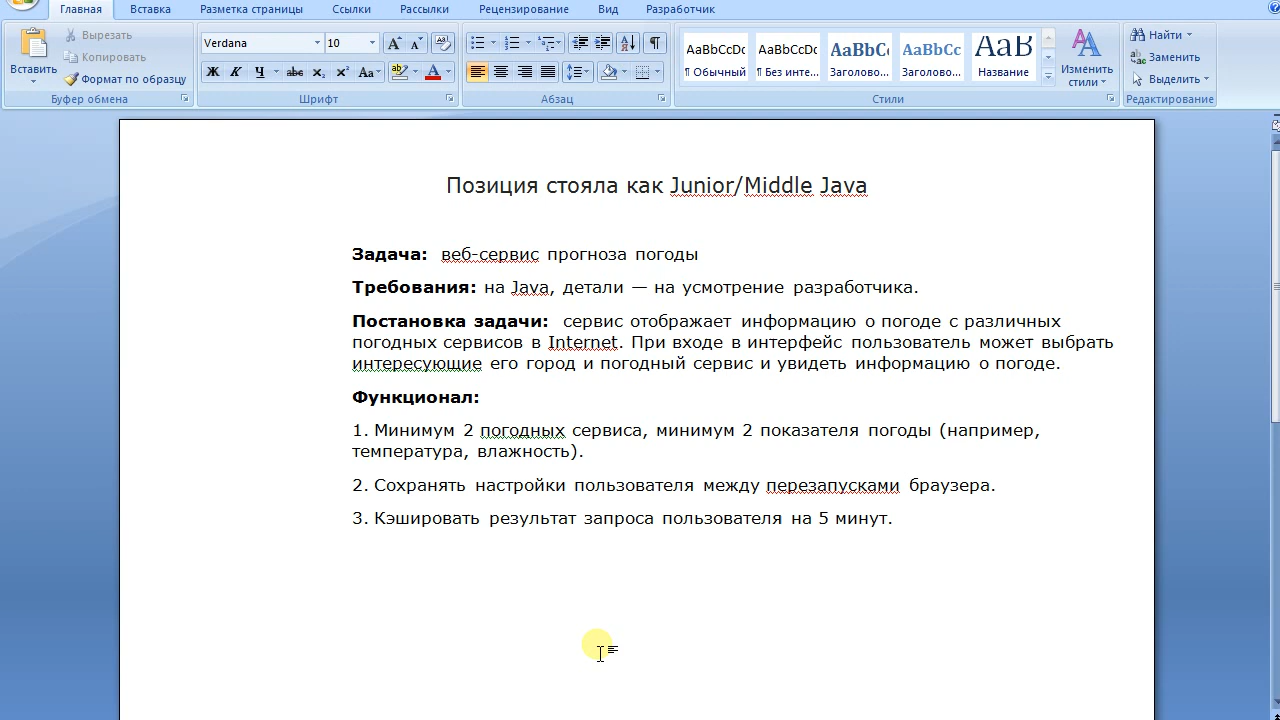 Главная Вставка Разметка страницы Ссылки Рассылки Рецензирование Вид Разработчик
Вставить
Вырезать
Копировать
Формат по образцу
Буфер обмена
Verdana 10
Ж К Ч abc x₂ x² Aa
Шрифт
Абзац
AaBbCcDc AaBbCcDc AaBbC AaBbCc AaB
¶ Обычный ¶ Без инте... Заголово... Заголово... Название
Изменить стили
Стили
Найти
Заменить
Выделить
Редактирование
Позиция стояла как Junior/Middle Java
Задача: веб-сервис прогноза погоды
Требования: на Java, детали — на усмотрение разработчика.
Постановка задачи: сервис отображает информацию о погоде с различных
погодных сервисов в Internet. При входе в интерфейс пользователь может выбрать
интересующие его город и погодный сервис и увидеть информацию о погоде.
Функционал:
1. Минимум 2 погодных сервиса, минимум 2 показателя погоды (например,
температура, влажность).
2. Сохранять настройки пользователя между перезапусками браузера.
3. Кэшировать результат запроса пользователя на 5 минут.